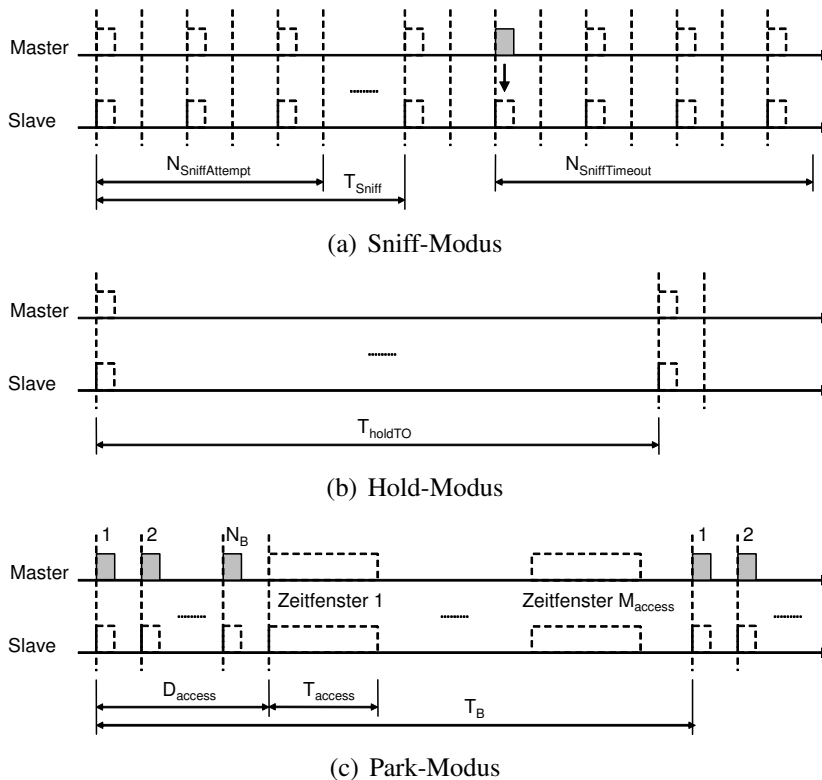 Master
Slave
N_SniffAttempt
T_Sniff
N_SniffTimeout
(a) Sniff-Modus
Master
Slave
T_holdTO
(b) Hold-Modus
1 2 N_B 1 2
Master
Zeitfenster 1 Zeitfenster M_access
Slave
D_access T_access
T_B
(c) Park-Modus